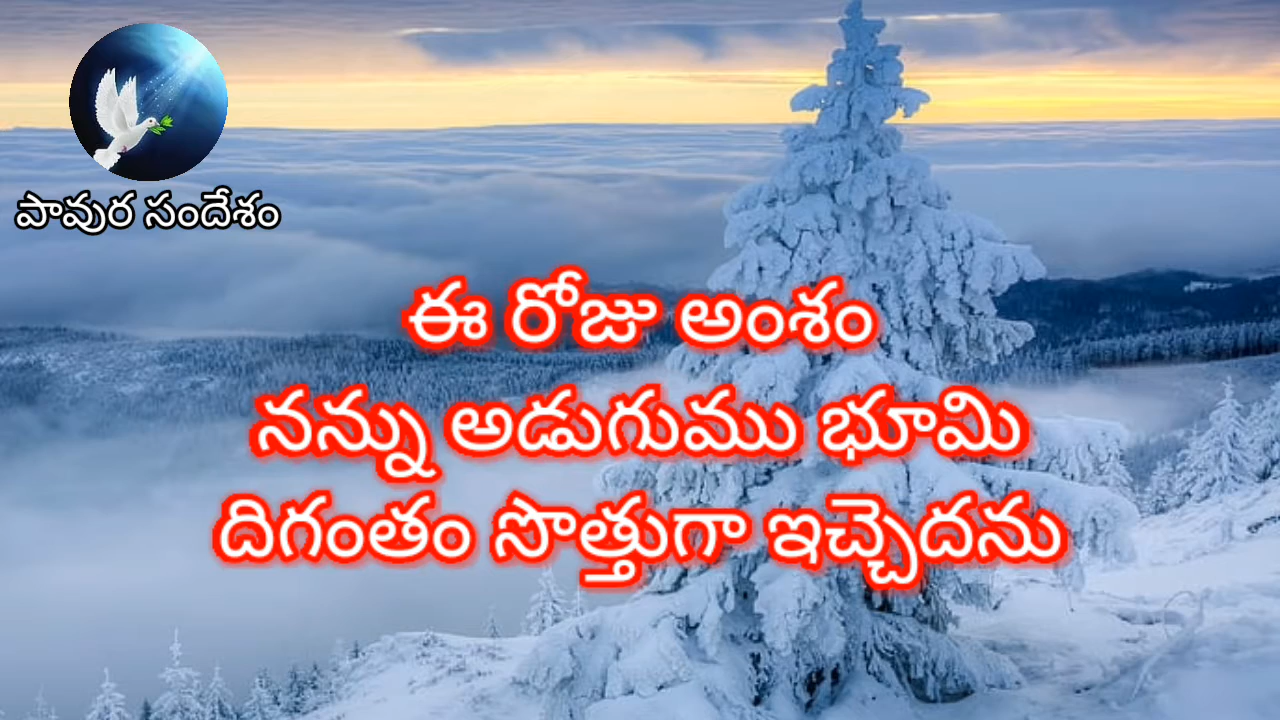 పావుర సందేశం
ఈ రోజు అంశం
నన్ను అడుగుము భూమి
దిగంతం సొత్తుగా ఇచ్చెదను